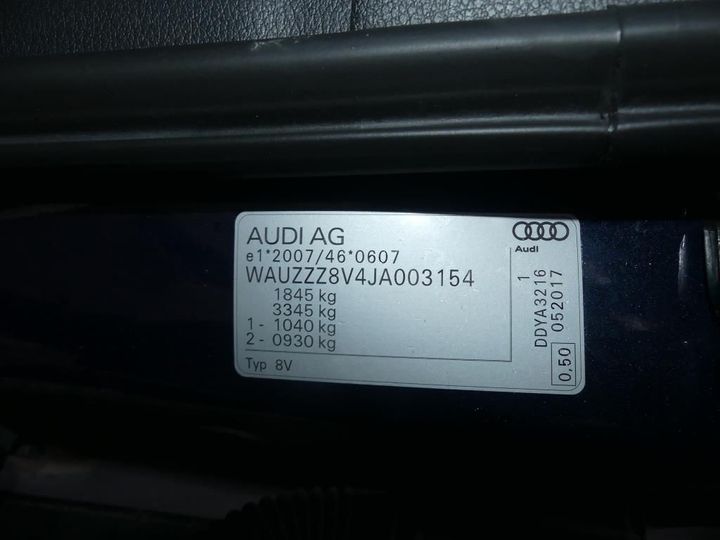 AUDI AG
e1*2007/46*0607
WAUZZZ8V4JA003154
1845 kg
3345 kg
1 - 1040 kg
2 - 0930 kg
Typ 8V
Audi
1
DDYA3216
052017
0,50